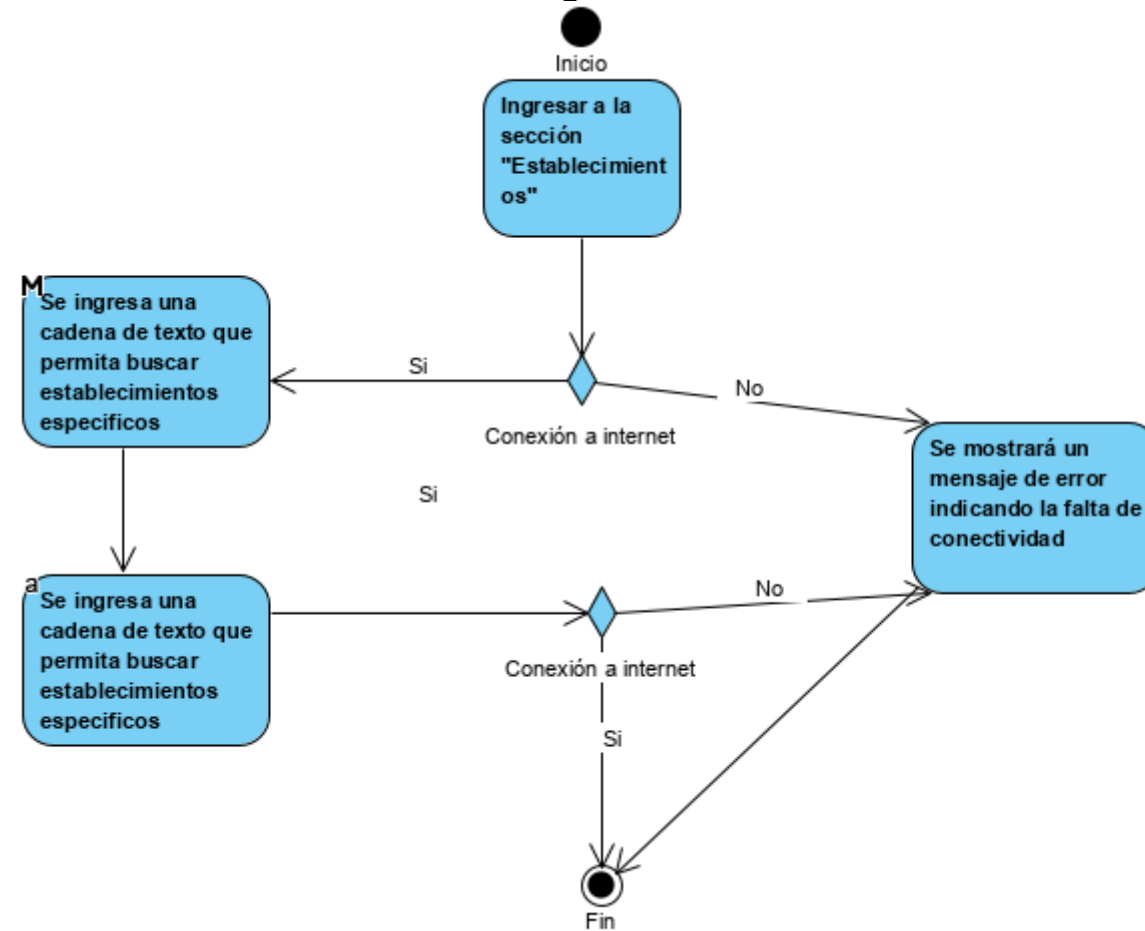 Inicio
Ingresar a la
sección
"Establecimient
os"
M
Se ingresa una
cadena de texto que
permita buscar
establecimientos
especificos
Si
No
Conexión a internet
Se mostrará un
mensaje de error
indicando la falta de
conectividad
Si
a
Se ingresa una
cadena de texto que
permita buscar
establecimientos
especificos
No
Conexión a internet
Si
Fin